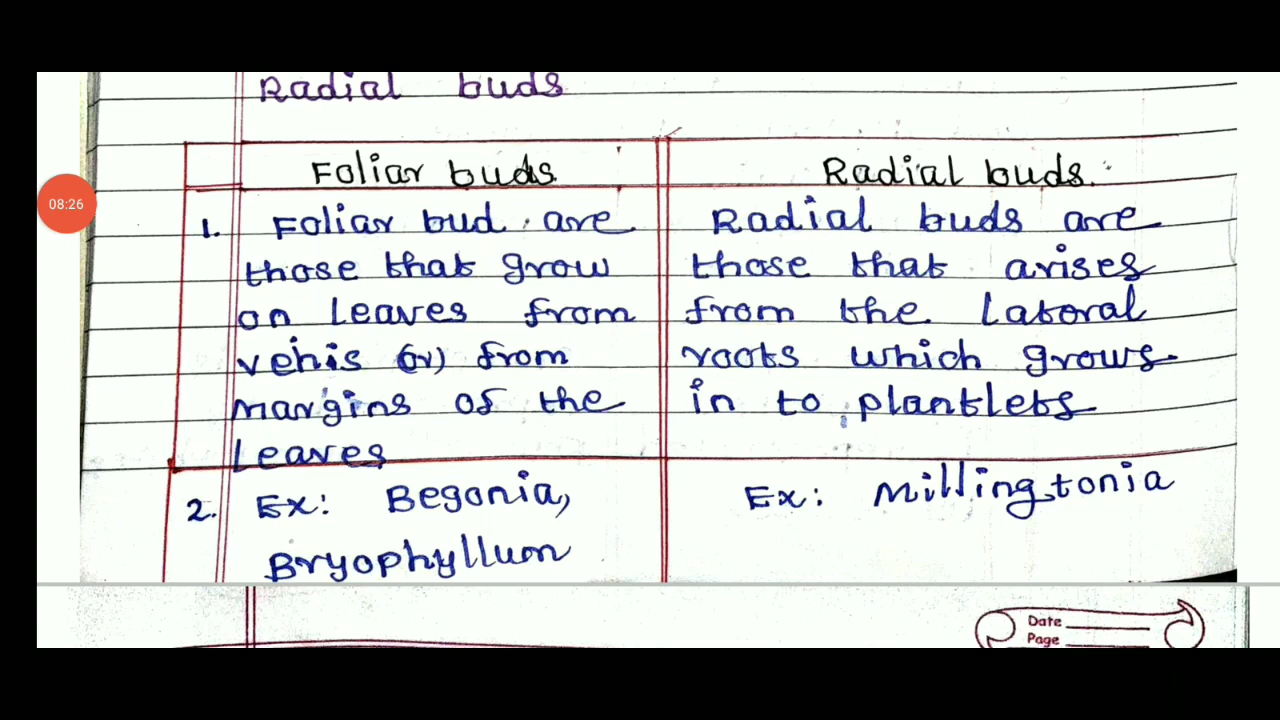 Radial buds
Foliar buds
Radial buds.
08:26
1. Foliar bud are
those that grow
on leaves from
venis (or) from
margins of the
leaves
Radial buds are
those that arises
from the latoral
roots which grows
in to plantlets
2. Ex: Begonia,
Bryophyllum
Ex: Millingtonia
Date
Page